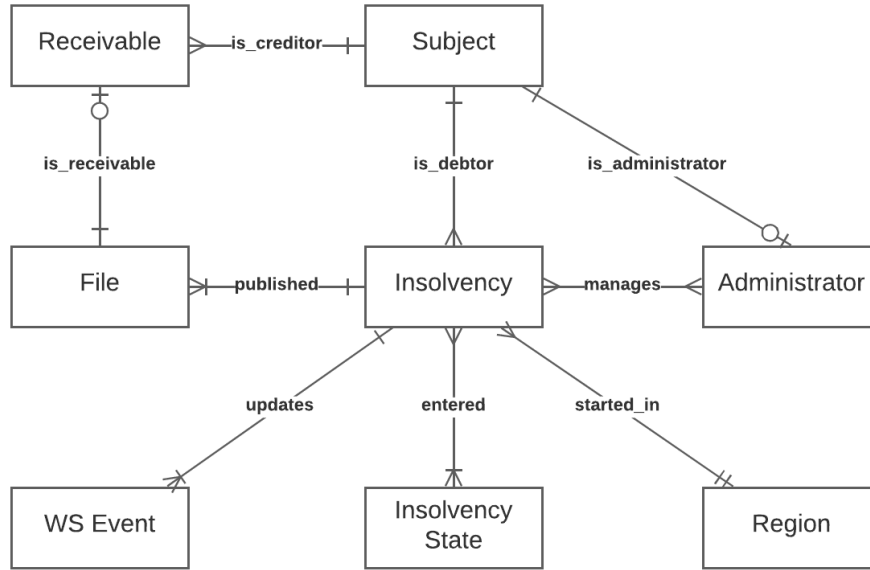 Receivable
is_creditor
Subject
is_receivable
is_debtor
is_administrator
File
published
Insolvency
manages
Administrator
updates
entered
started_in
WS Event
Insolvency
State
Region